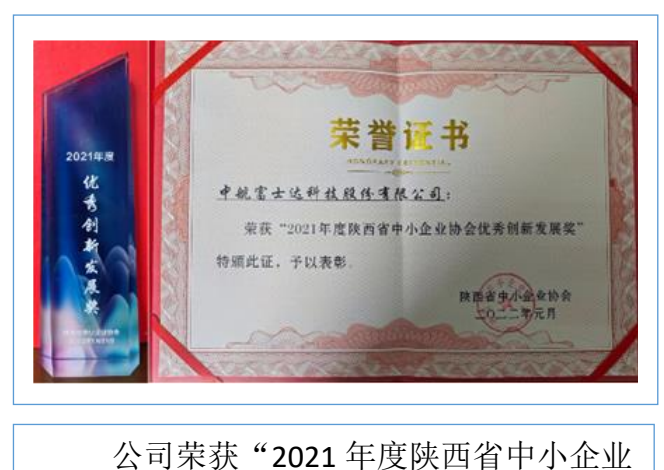 2021年度
优秀创新发展奖
荣誉证书
HONORARY CREDENTIAL
中航富士达科技股份有限公司：
荣获“2021年度陕西省中小企业协会优秀创新发展奖”
特颁此证，予以表彰.
陕西省中小企业协会
二〇二二年元月
公司荣获“2021 年度陕西省中小企业